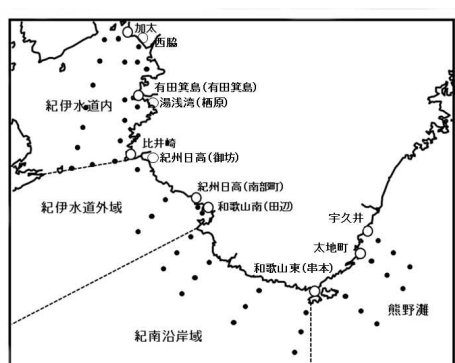 加太
西脇
有田箕島(有田箕島)
紀伊水道内
湯浅湾(栖原)
比井崎
紀州日高(御坊)
紀州日高(南部町)
紀伊水道外域
和歌山南(田辺)
宇久井
太地町
和歌山東(串本)
熊野灘
紀南沿岸域